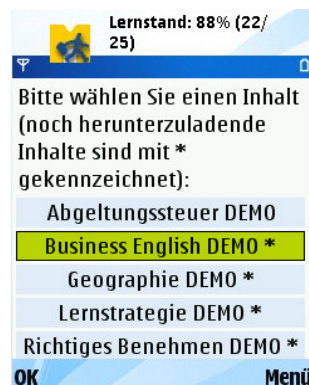 Lernstand: 88% (22/
25)
Bitte wählen Sie einen Inhalt
(noch herunterzuladende
Inhalte sind mit *
gekennzeichnet):
Abgeltungssteuer DEMO
Business English DEMO *
Geographie DEMO *
Lernstrategie DEMO *
Richtiges Benehmen DEMO *
OK Menü